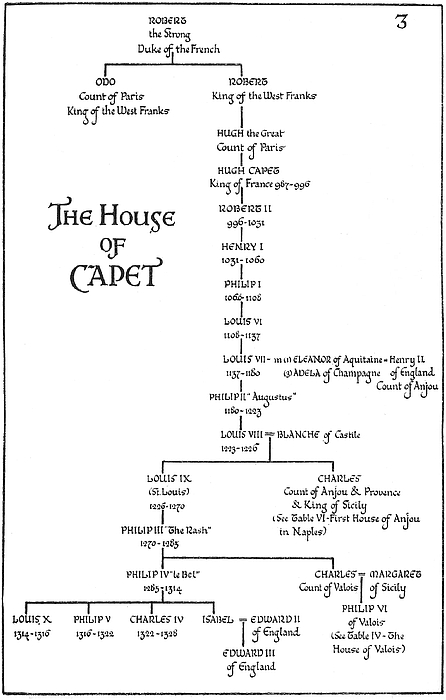 3
ROBERT
the Strong
Duke of the French
ODO
Count of Paris
King of the West Franks
ROBERT
King of the West Franks
HUGH the Great
Count of Paris
HUGH CAPET
King of France 987-996
ROBERT II
996-1031
THE HOUSE
OF
CAPET
HENRY I
1031-1060
PHILIP I
1060-1108
LOUIS VI
1108-1137
LOUIS VII - m (1) ELEANOR of Aquitaine = Henry II
1137-1180 (2) ADELA of Champagne of England
Count of Anjou
PHILIP II "Augustus"
1180-1223
LOUIS VIII = BLANCHE of Castile
1223-1226
LOUIS IX
(St. Louis)
1226-1270
CHARLES
Count of Anjou & Provence
& King of Sicily
(See Table VI-First House of Anjou
in Naples)
PHILIP III "The Rash"
1270-1285
PHILIP IV "le Bel"
1285-1314
CHARLES = MARGARET
Count of Valois of Sicily
PHILIP VI
of Valois
(See Table IV-The
House of Valois)
LOUIS X
1314-1316
PHILIP V
1316-1322
CHARLES IV
1322-1328
ISABEL = EDWARD II
of England
EDWARD III
of England